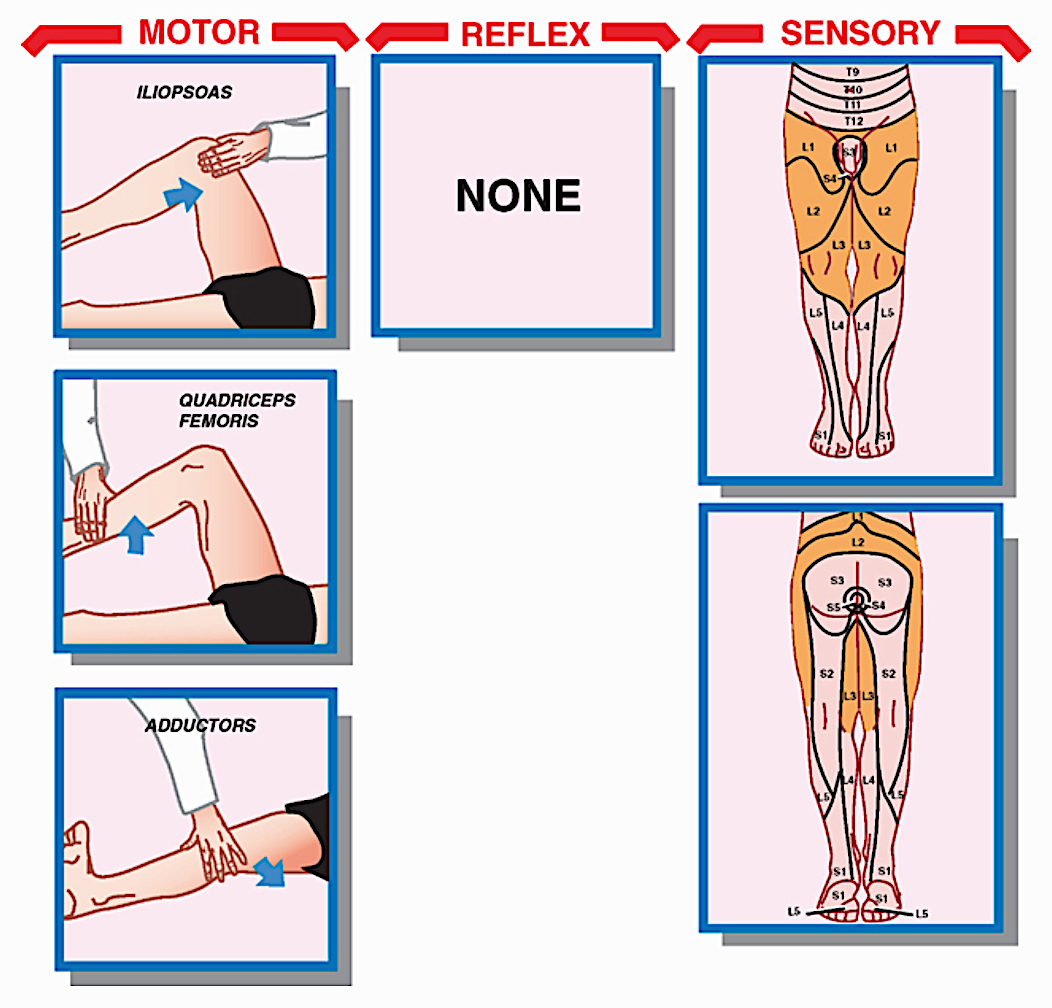 MOTOR
REFLEX
SENSORY
ILIOPSOAS
NONE
QUADRICEPS
FEMORIS
ADDUCTORS
T9
T10
T11
T12
L1 S3 L1
S4
L2 L2
L3 L3
L5 L5
L4 L4
S1 S1
L1
L2
S3 S3
S5 S4
S2 S2
L3 L3
L4 L4
L5 L5
S1 S1
S1 S1
L5 L5